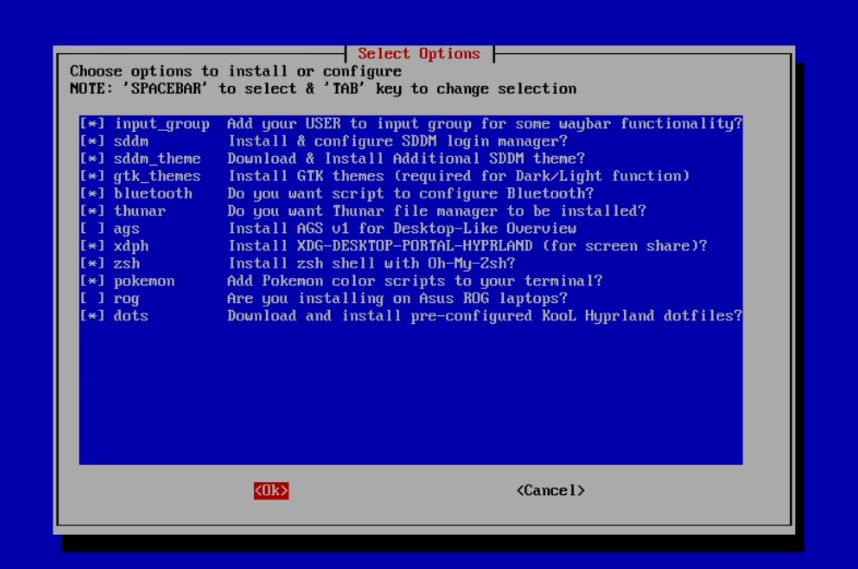 Select Options
Choose options to install or configure
NOTE: 'SPACEBAR' to select & 'TAB' key to change selection
[*] input_group Add your USER to input group for some waybar functionality?
[*] sddm Install & configure SDDM login manager?
[*] sddm_theme Download & Install Additional SDDM theme?
[*] gtk_themes Install GTK themes (required for Dark/Light function)
[*] bluetooth Do you want script to configure Bluetooth?
[*] thunar Do you want Thunar file manager to be installed?
[ ] ags Install AGS v1 for Desktop-Like Overview
[*] xdph Install XDG-DESKTOP-PORTAL-HYPRLAND (for screen share)?
[*] zsh Install zsh shell with Oh-My-Zsh?
[*] pokemon Add Pokemon color scripts to your terminal?
[ ] rog Are you installing on Asus ROG laptops?
[*] dots Download and install pre-configured KooL Hyprland dotfiles?
<Ok> <Cancel>